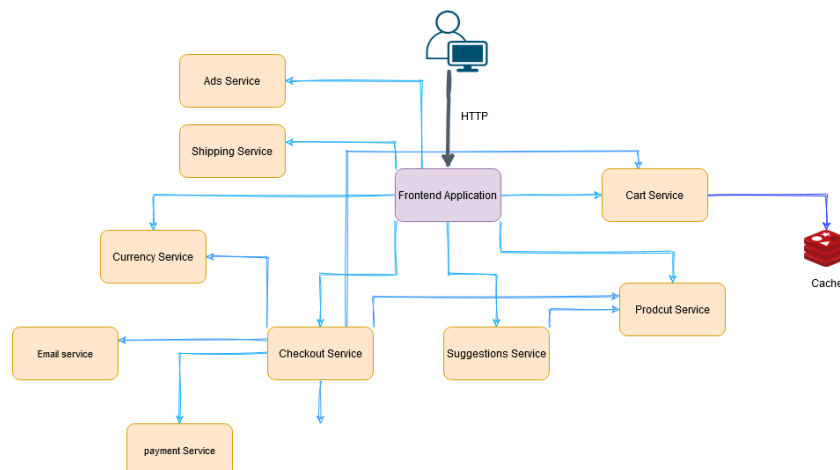 Ads Service
HTTP
Shipping Service
Frontend Application
Cart Service
Currency Service
Cache
Prodcut Service
Email service
Checkout Service
Suggestions Service
payment Service